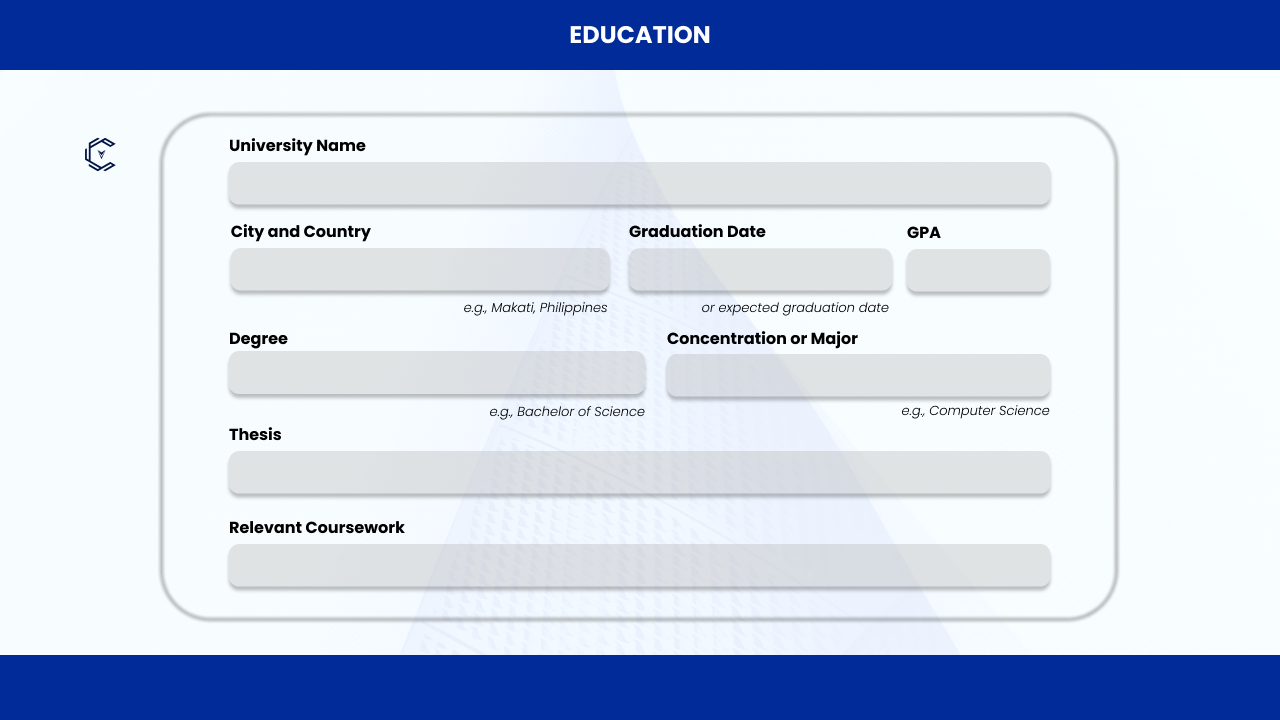 EDUCATION
University Name
City and Country
Graduation Date
GPA
e.g., Makati, Philippines
or expected graduation date
Degree
Concentration or Major
e.g., Bachelor of Science
e.g., Computer Science
Thesis
Relevant Coursework